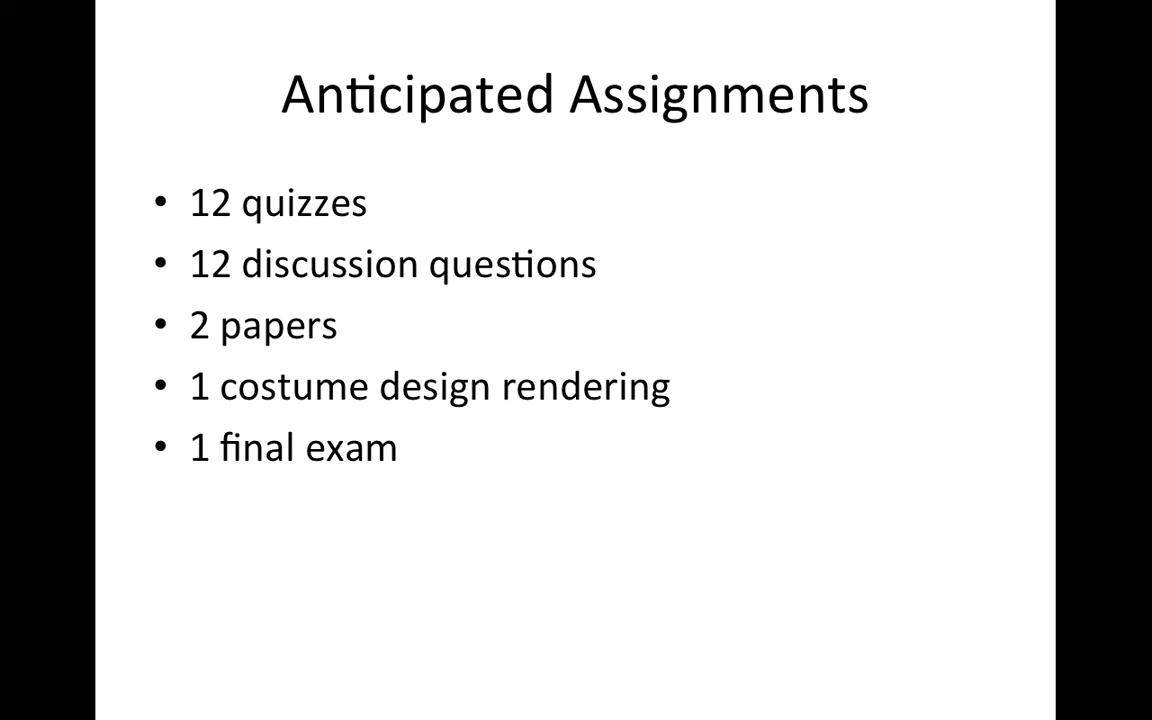 Anticipated Assignments
• 12 quizzes
• 12 discussion questions
• 2 papers
• 1 costume design rendering
• 1 final exam